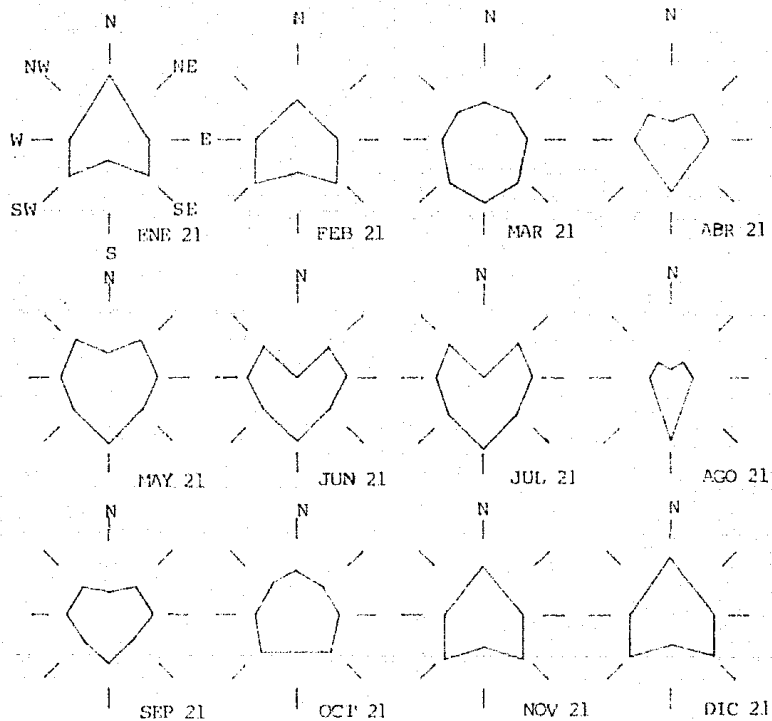 N N N N
NW NE
W E
SW SE
S
ENE 21 FEB 21 MAR 21 ABR 21
N N N N
MAY 21 JUN 21 JUL 21 AGO 21
N N N N
SEP 21 OCT 21 NOV 21 DIC 21